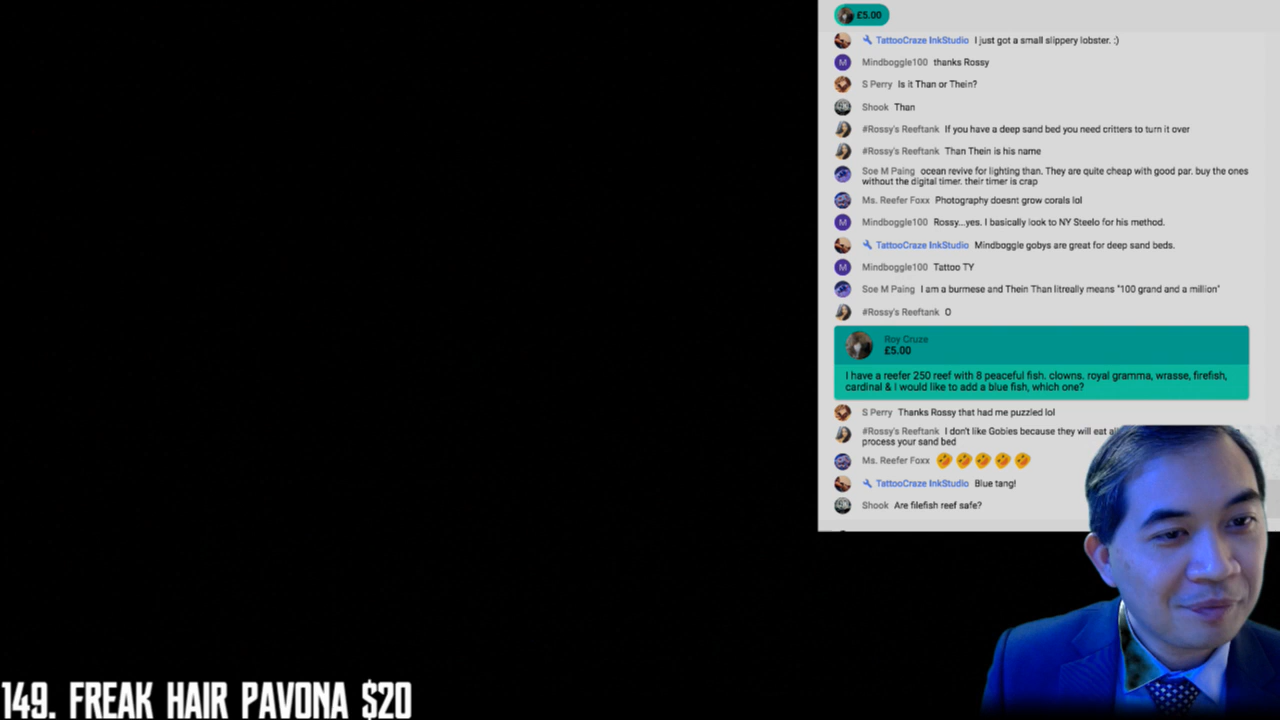 £5.00
TattooCraze InkStudio I just got a small slippery lobster. :)
M Mindboggle100 thanks Rossy
S Perry Is it Than or Thein?
Shook Than
#Rossy's Reeftank If you have a deep sand bed you need critters to turn it over
#Rossy's Reeftank Than Thein is his name
Soe M Paing ocean revive for lighting than. They are quite cheap with good par. buy the ones
without the digital timer. their timer is crap
Ms. Reefer Foxx Photography doesnt grow corals lol
M Mindboggle100 Rossy...yes. I basically look to NY Steelo for his method.
TattooCraze InkStudio Mindboggle gobys are great for deep sand beds.
M Mindboggle100 Tattoo TY
Soe M Paing I am a burmese and Thein Than litreally means "100 grand and a million"
#Rossy's Reeftank O
Roy Cruze
£5.00
I have a reefer 250 reef with 8 peaceful fish. clowns. royal gramma, wrasse, firefish,
cardinal & I would like to add a blue fish, which one?
S Perry Thanks Rossy that had me puzzled lol
#Rossy's Reeftank I don't like Gobies because they will eat
process your sand bed
Ms. Reefer Foxx
TattooCraze InkStudio Blue tang!
Shook Are filefish reef safe?
149. FREAK HAIR PAVONA $20